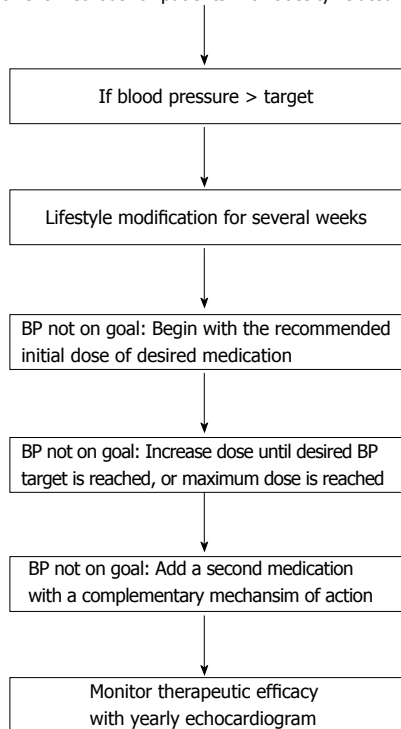 If blood pressure > target
Lifestyle modification for several weeks
BP not on goal: Begin with the recommended
initial dose of desired medication
BP not on goal: Increase dose until desired BP
target is reached, or maximum dose is reached
BP not on goal: Add a second medication
with a complementary mechansim of action
Monitor therapeutic efficacy
with yearly echocardiogram